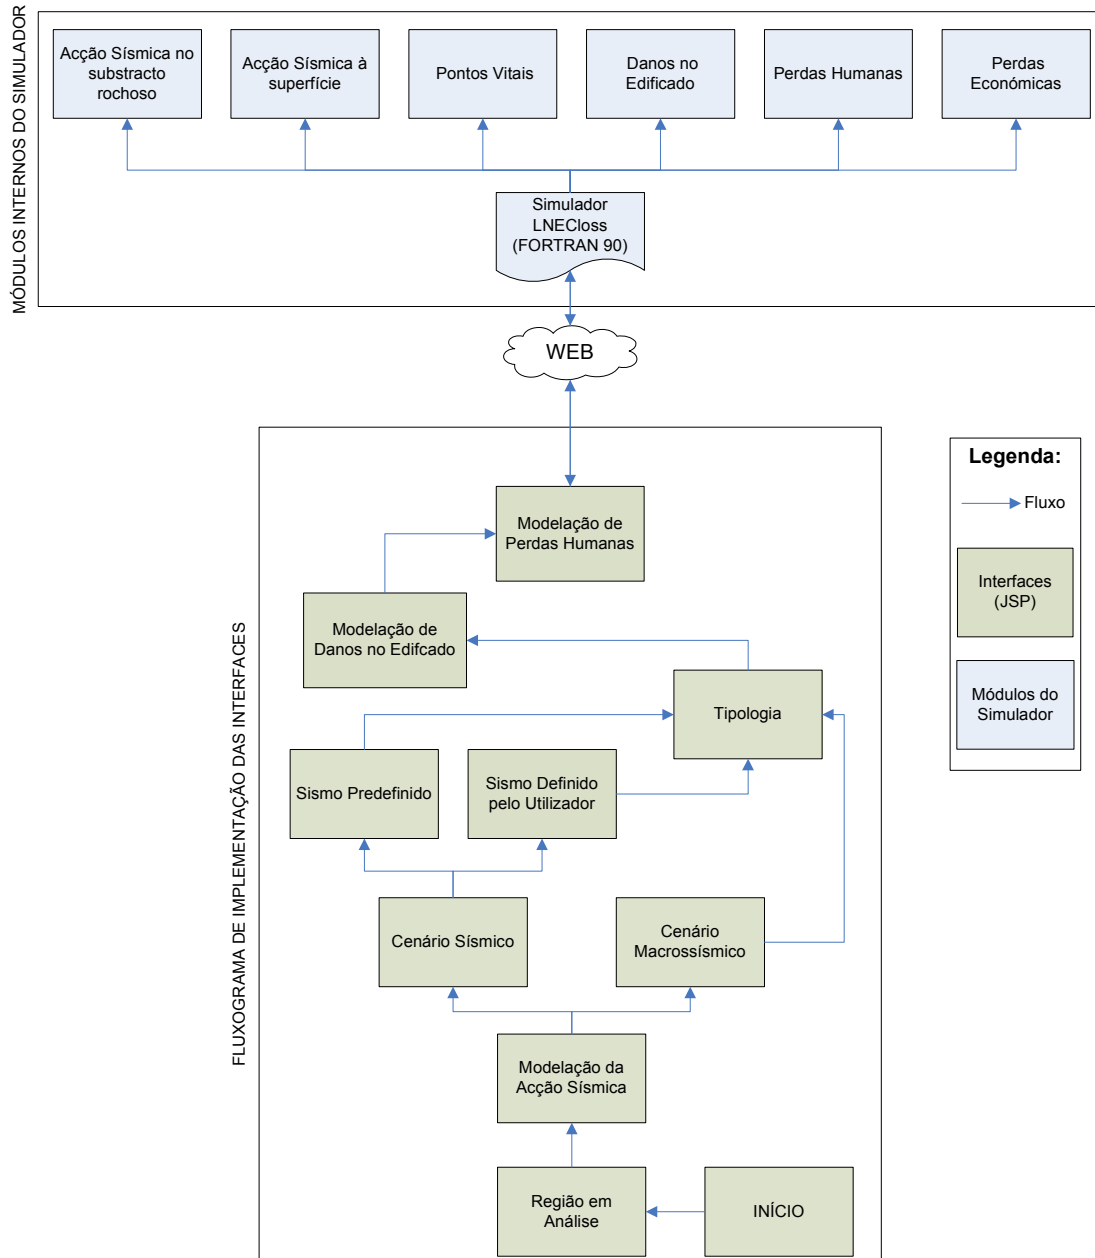 MÓDULOS INTERNOS DO SIMULADOR
Acção Sísmica no
substracto
rochoso
Acção Sísmica à
superfície
Pontos Vitais
Danos no
Edificado
Perdas Humanas
Perdas
Económicas
Simulador
LNECloss
(FORTRAN 90)
WEB
FLUXOGRAMA DE IMPLEMENTAÇÃO DAS INTERFACES
Modelação de
Perdas Humanas
Modelação de
Danos no Edifcado
Tipologia
Sismo Predefinido
Sismo Definido
pelo Utilizador
Cenário Sísmico
Cenário
Macrossísmico
Modelação da
Acção Sísmica
Região em
Análise
INÍCIO
Legenda:
Fluxo
Interfaces
(JSP)
Módulos do
Simulador